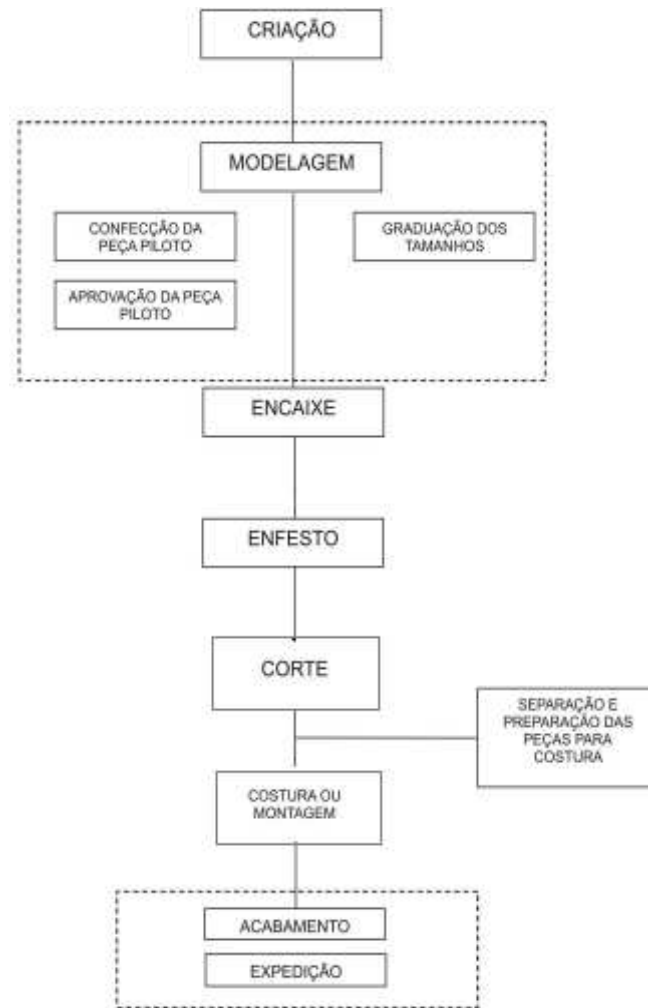 CRIAÇÃO
MODELAGEM
CONFECÇÃO DA
PEÇA PILOTO
GRADUAÇÃO DOS
TAMANHOS
APROVAÇÃO DA PEÇA
PILOTO
ENCAIXE
ENFESTO
CORTE
SEPARAÇÃO E
PREPARAÇÃO DAS
PEÇAS PARA
COSTURA
COSTURA OU
MONTAGEM
ACABAMENTO
EXPEDIÇÃO